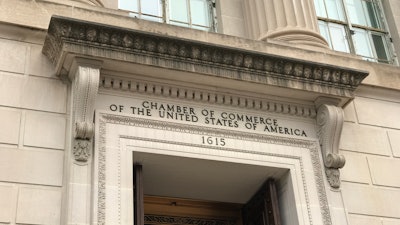 CHAMBER OF COMMERCE
OF THE UNITED STATES OF AMERICA
1615